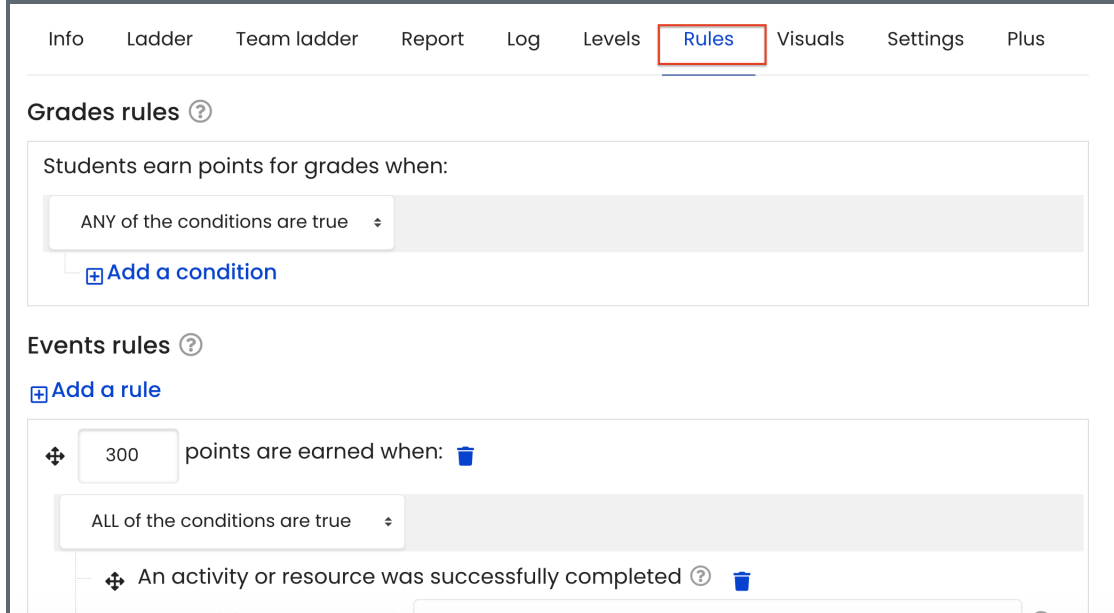 Info Ladder Team ladder Report Log Levels Rules Visuals Settings Plus
Grades rules ?
Students earn points for grades when:
ANY of the conditions are true
Add a condition
Events rules ?
Add a rule
300 points are earned when:
ALL of the conditions are true
An activity or resource was successfully completed ?